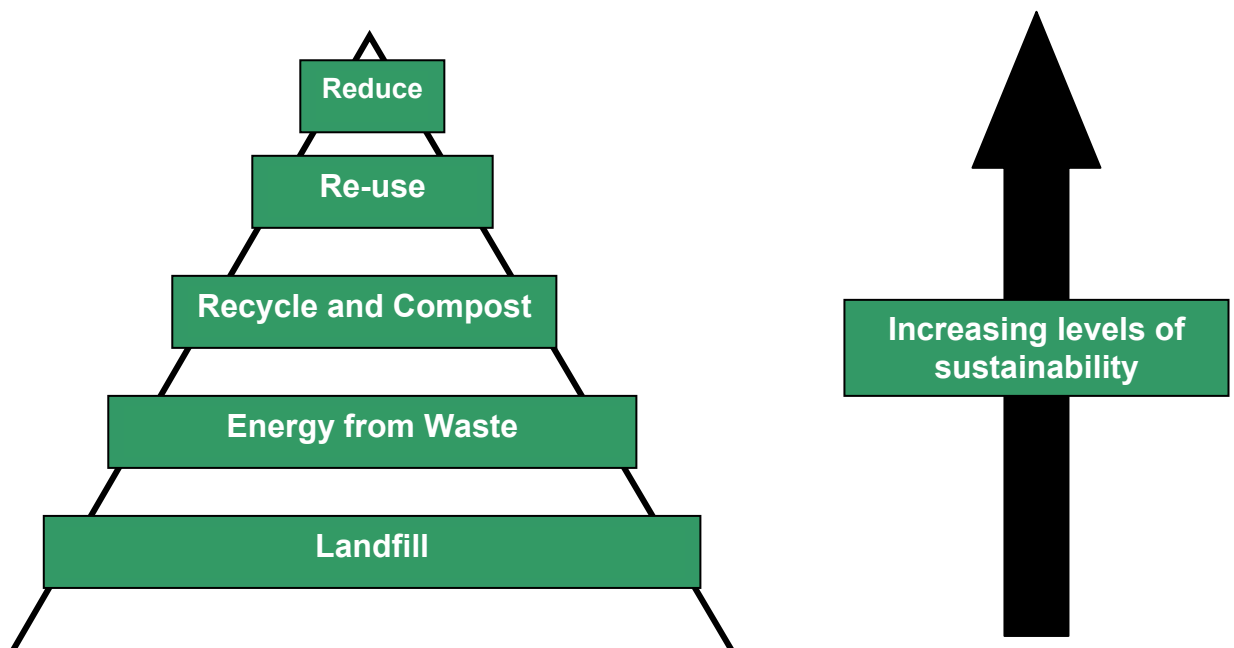 Reduce
Re-use
Recycle and Compost
Energy from Waste
Landfill
Increasing levels of
sustainability